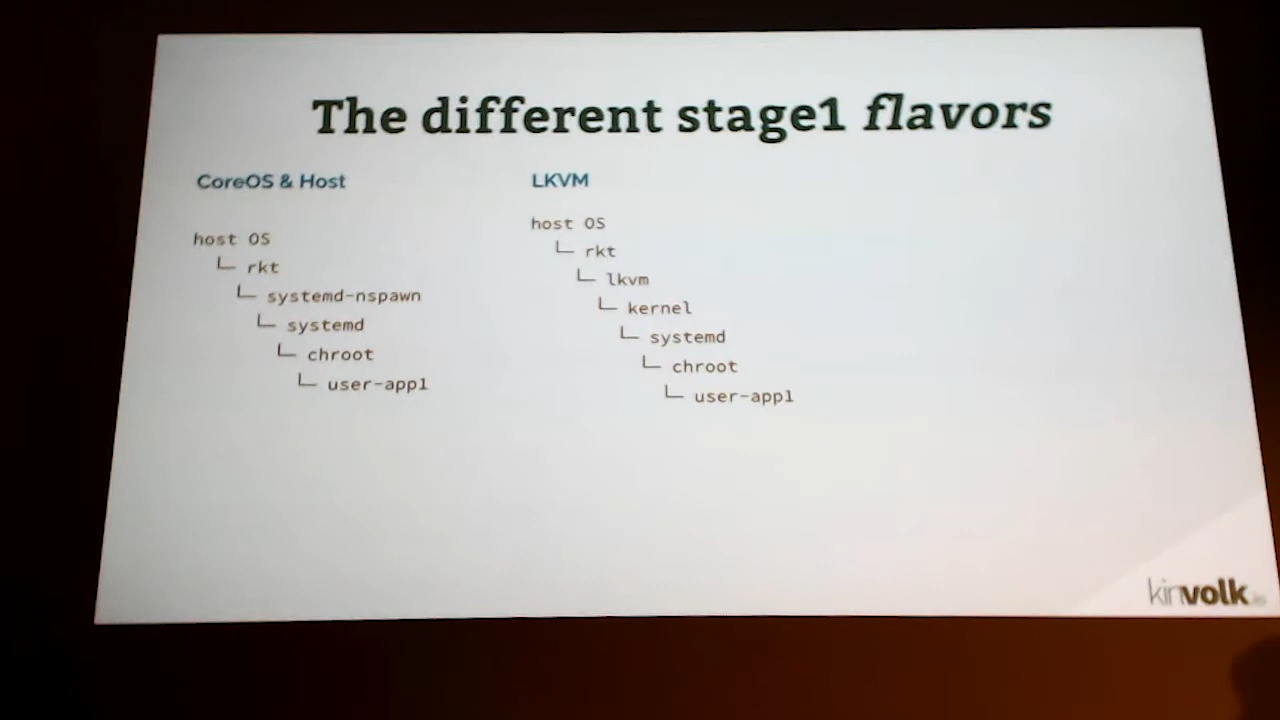 The different stage1 flavors
CoreOS & Host
host OS
└─ rkt
└─ systemd-nspawn
└─ systemd
└─ chroot
└─ user-app1
LKVM
host OS
└─ rkt
└─ lkvm
└─ kernel
└─ systemd
└─ chroot
└─ user-app1
kinvolk